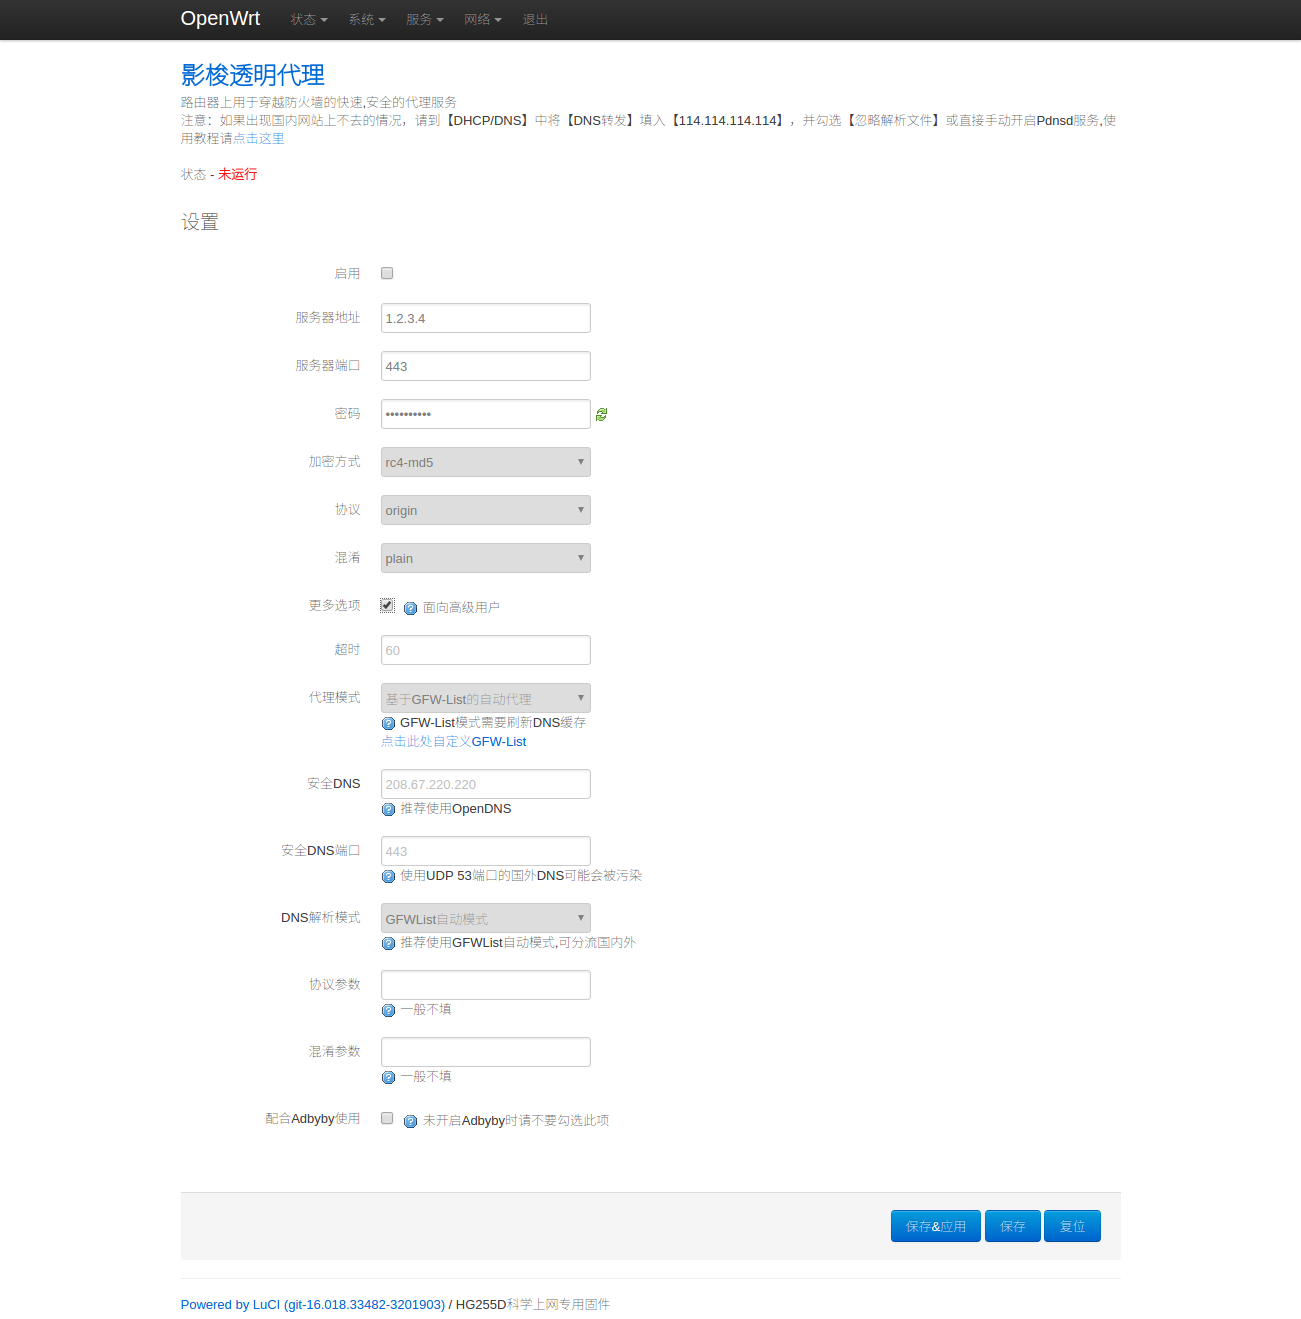 OpenWrt 状态 系统 服务 网络 退出
影梭透明代理
路由器上用于穿越防火墙的快速,安全的代理服务
注意：如果出现国内网站上不去的情况，请到【DHCP/DNS】中将【DNS转发】填入【114.114.114.114】，并勾选【忽略解析文件】或直接手动开启Pdnsd服务,使
用教程请点击这里
状态 - 未运行
设置
启用
服务器地址 1.2.3.4
服务器端口 443
密码 ••••••••••
加密方式 rc4-md5
协议 origin
混淆 plain
更多选项 面向高级用户
超时 60
代理模式 基于GFW-List的自动代理
GFW-List模式需要刷新DNS缓存
点击此处自定义GFW-List
安全DNS 208.67.220.220
推荐使用OpenDNS
安全DNS端口 443
使用UDP 53端口的国外DNS可能会被污染
DNS解析模式 GFWList自动模式
推荐使用GFWList自动模式,可分流国内外
协议参数
一般不填
混淆参数
一般不填
配合Adbyby使用 未开启Adbyby时请不要勾选此项
保存&应用 保存 复位
Powered by LuCI (git-16.018.33482-3201903) / HG255D科学上网专用固件